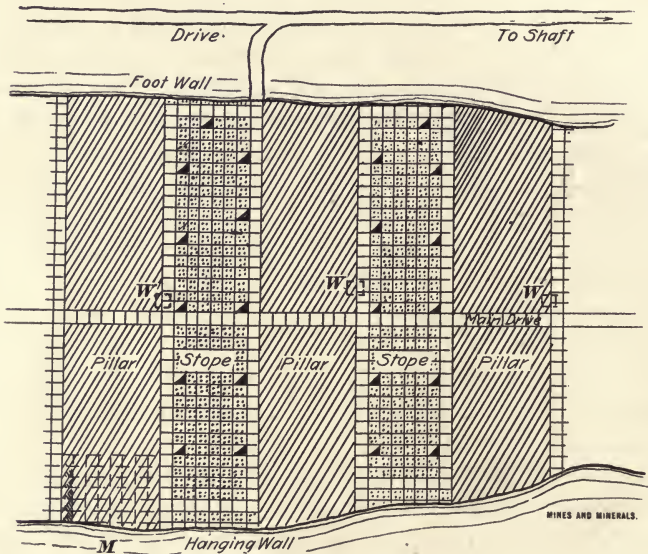 Drive.
To Shaft
Foot Wall
W'
W
W
Main Drive
Pillar
Stope
Pillar
Stope
Pillar
MINES AND MINERALS.
M
Hanging Wall